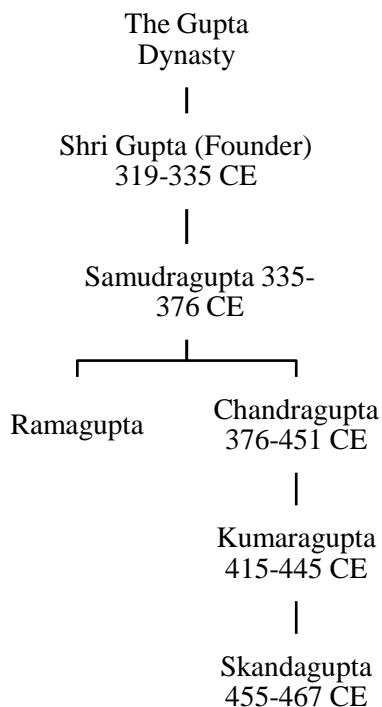 The Gupta
Dynasty
Shri Gupta (Founder)
319-335 CE
Samudragupta 335-
376 CE
Ramagupta
Chandragupta
376-451 CE
Kumaragupta
415-445 CE
Skandagupta
455-467 CE